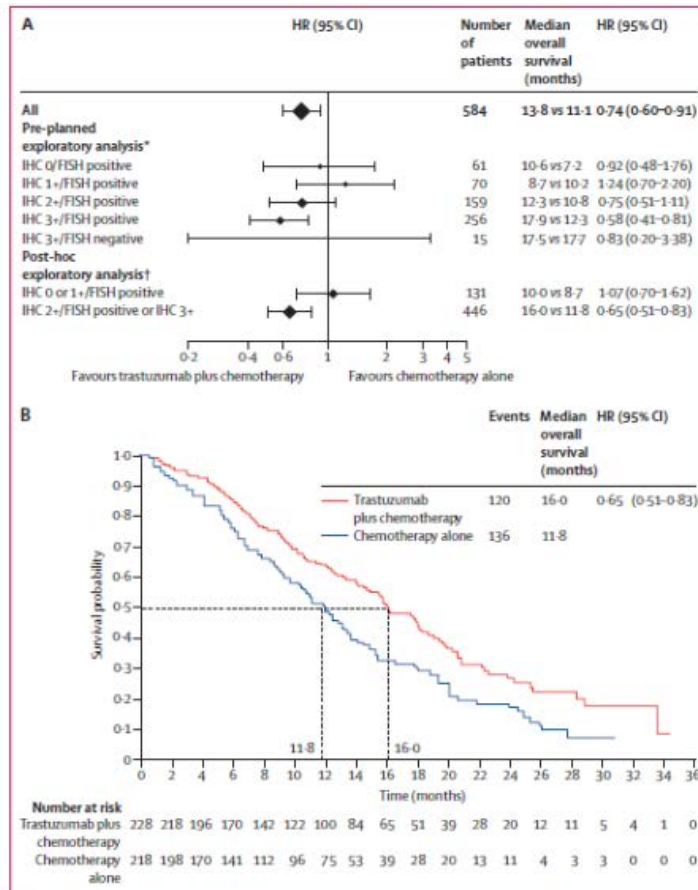 A
HR (95% CI) Number of patients Median overall survival (months) HR (95% CI)
All 584 13·8 vs 11·1 0·74 (0·60–0·91)
Pre-planned
exploratory analysis*
IHC 0/FISH positive 61 10·6 vs 7·2 0·92 (0·48–1·76)
IHC 1+/FISH positive 70 8·7 vs 10·2 1·24 (0·70–2·20)
IHC 2+/FISH positive 159 12·3 vs 10·8 0·75 (0·51–1·11)
IHC 3+/FISH positive 256 17·9 vs 12·3 0·58 (0·41–0·81)
IHC 3+/FISH negative 15 17·5 vs 17·7 0·83 (0·20–3·38)
Post-hoc
exploratory analysis†
IHC 0 or 1+/FISH positive 131 10·0 vs 8·7 1·07 (0·70–1·62)
IHC 2+/FISH positive or IHC 3+ 446 16·0 vs 11·8 0·65 (0·51–0·83)
0·2 0·4 0·6 1 2 3 4 5
Favours trastuzumab plus chemotherapy Favours chemotherapy alone
B
Events Median overall survival (months) HR (95% CI)
Trastuzumab plus chemotherapy 120 16·0 0·65 (0·51–0·83)
Chemotherapy alone 136 11·8
Survival probability
1·0
0·9
0·8
0·7
0·6
0·5
0·4
0·3
0·2
0·1
0
11·8 16·0
0 2 4 6 8 10 12 14 16 18 20 22 24 26 28 30 32 34 36
Time (months)
Number at risk
Trastuzumab plus chemotherapy 228 218 196 170 142 122 100 84 65 51 39 28 20 12 11 5 4 1 0
Chemotherapy alone 218 198 170 141 112 96 75 53 39 28 20 13 11 4 3 3 0 0 0